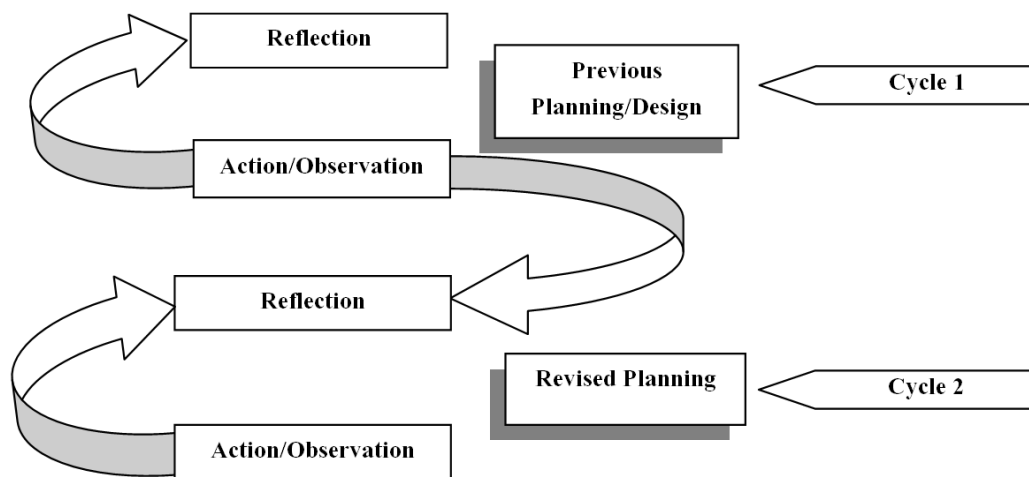 Reflection
Previous
Planning/Design
Cycle 1
Action/Observation
Reflection
Revised Planning
Cycle 2
Action/Observation